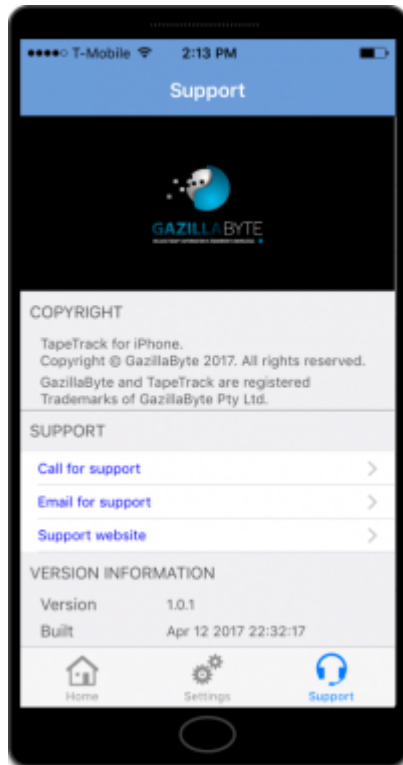 T-Mobile 2:13 PM
Support
GAZILLABYTE
COPYRIGHT
TapeTrack for iPhone.
Copyright © GazillaByte 2017. All rights reserved.
GazillaByte and TapeTrack are registered
Trademarks of GazillaByte Pty Ltd.
SUPPORT
Call for support
Email for support
Support website
VERSION INFORMATION
Version 1.0.1
Built Apr 12 2017 22:32:17
Home Settings Support